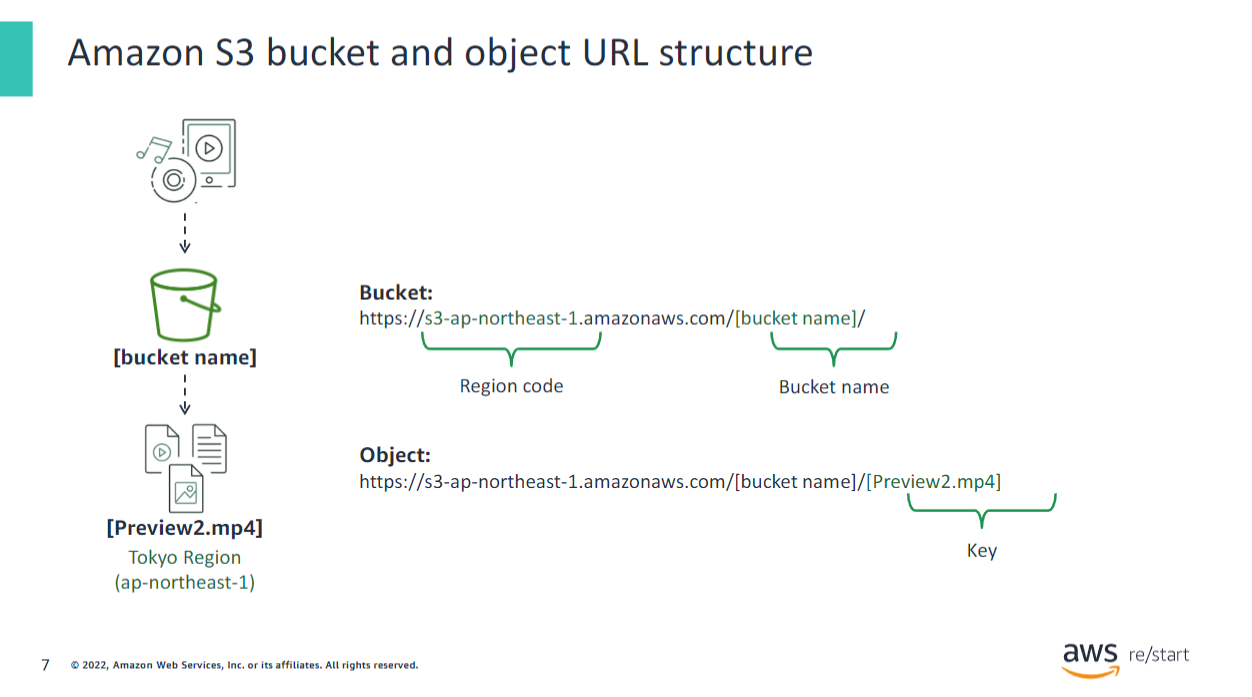 Amazon S3 bucket and object URL structure
[bucket name]
[Preview2.mp4]
Tokyo Region
(ap-northeast-1)
Bucket:
https://s3-ap-northeast-1.amazonaws.com/[bucket name]/
Region code
Bucket name
Object:
https://s3-ap-northeast-1.amazonaws.com/[bucket name]/[Preview2.mp4]
Key
7
© 2022, Amazon Web Services, Inc. or its affiliates. All rights reserved.
aws re/start